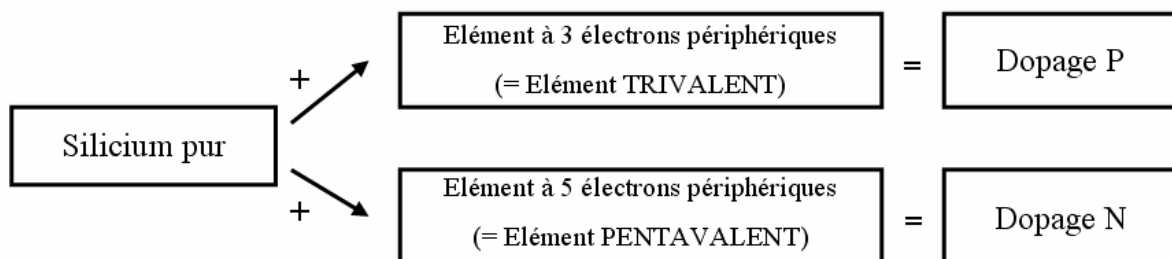 Elément à 3 électrons périphériques
(= Elément TRIVALENT)
+
=
Dopage P
Silicium pur
Elément à 5 électrons périphériques
(= Elément PENTAVALENT)
+
=
Dopage N